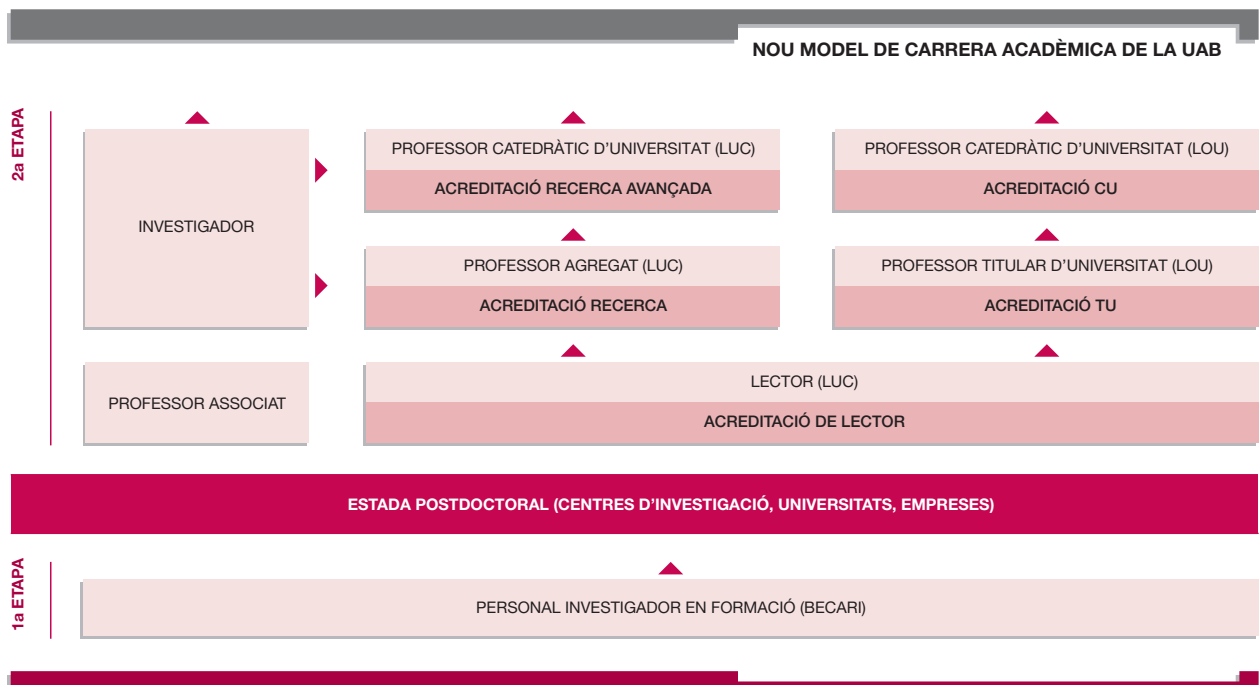 NOU MODEL DE CARRERA ACADÈMICA DE LA UAB
2a ETAPA
INVESTIGADOR
PROFESSOR CATEDRÀTIC D'UNIVERSITAT (LUC)
ACREDITACIÓ RECERCA AVANÇADA
PROFESSOR CATEDRÀTIC D'UNIVERSITAT (LOU)
ACREDITACIÓ CU
PROFESSOR AGREGAT (LUC)
ACREDITACIÓ RECERCA
PROFESSOR TITULAR D'UNIVERSITAT (LOU)
ACREDITACIÓ TU
PROFESSOR ASSOCIAT
LECTOR (LUC)
ACREDITACIÓ DE LECTOR
ESTADA POSTDOCTORAL (CENTRES D'INVESTIGACIÓ, UNIVERSITATS, EMPRESES)
1a ETAPA
PERSONAL INVESTIGADOR EN FORMACIÓ (BECARI)